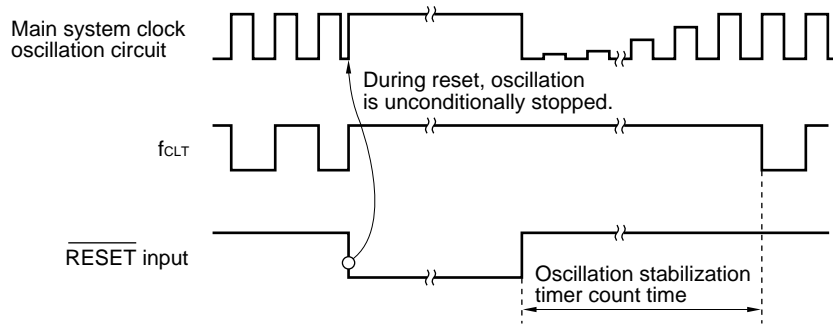 Main system clock
oscillation circuit
During reset, oscillation
is unconditionally stopped.
fCLT
RESET input
Oscillation stabilization
timer count time